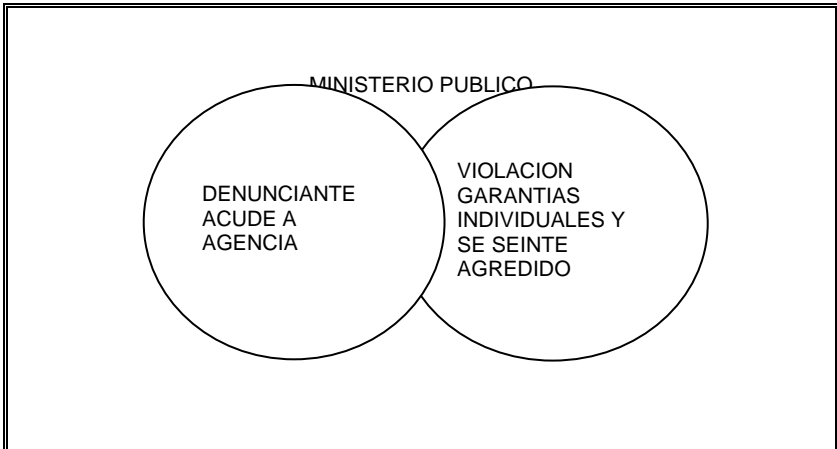 MINISTERIO PUBLICO
DENUNCIANTE
ACUDE A
AGENCIA
VIOLACION
GARANTIAS
INDIVIDUALES Y
SE SEINTE
AGREDIDO